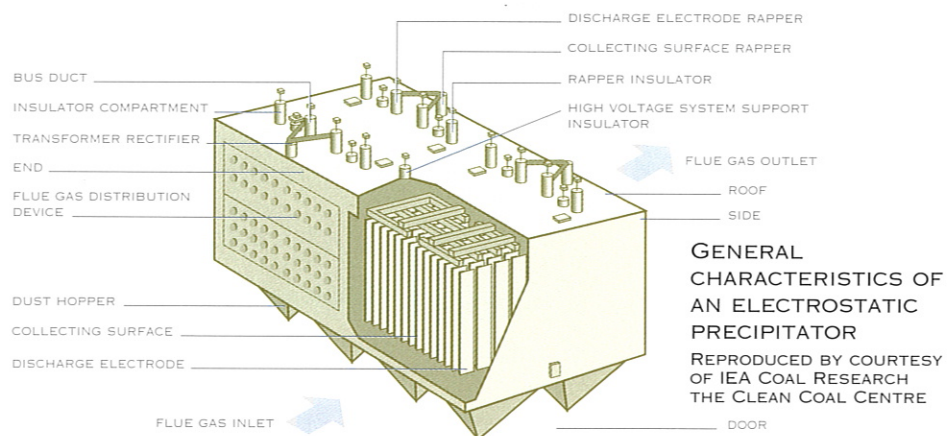 DISCHARGE ELECTRODE RAPPER
COLLECTING SURFACE RAPPER
BUS DUCT
RAPPER INSULATOR
INSULATOR COMPARTMENT
HIGH VOLTAGE SYSTEM SUPPORT
INSULATOR
TRANSFORMER RECTIFIER
FLUE GAS OUTLET
END
ROOF
FLUE GAS DISTRIBUTION
DEVICE
SIDE
GENERAL
CHARACTERISTICS OF
AN ELECTROSTATIC
PRECIPITATOR
REPRODUCED BY COURTESY
OF IEA COAL RESEARCH
THE CLEAN COAL CENTRE
DUST HOPPER
COLLECTING SURFACE
DISCHARGE ELECTRODE
FLUE GAS INLET
DOOR